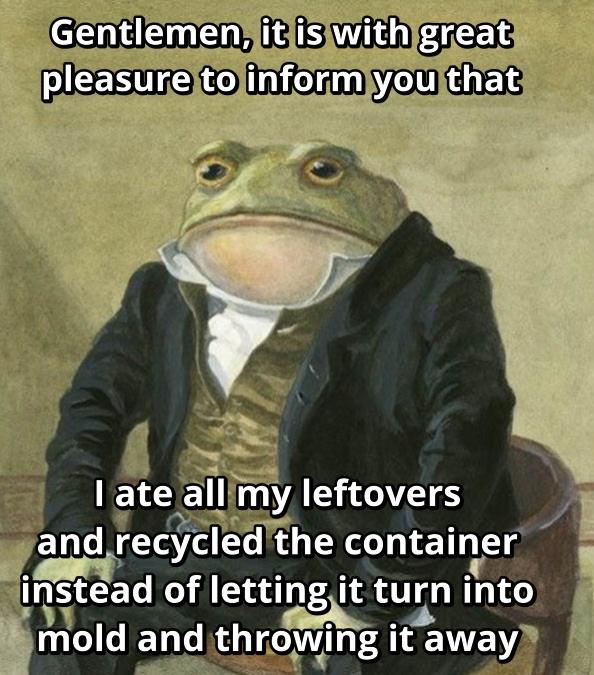 Gentlemen, it is with great
pleasure to inform you that
I ate all my leftovers
and recycled the container
instead of letting it turn into
mold and throwing it away